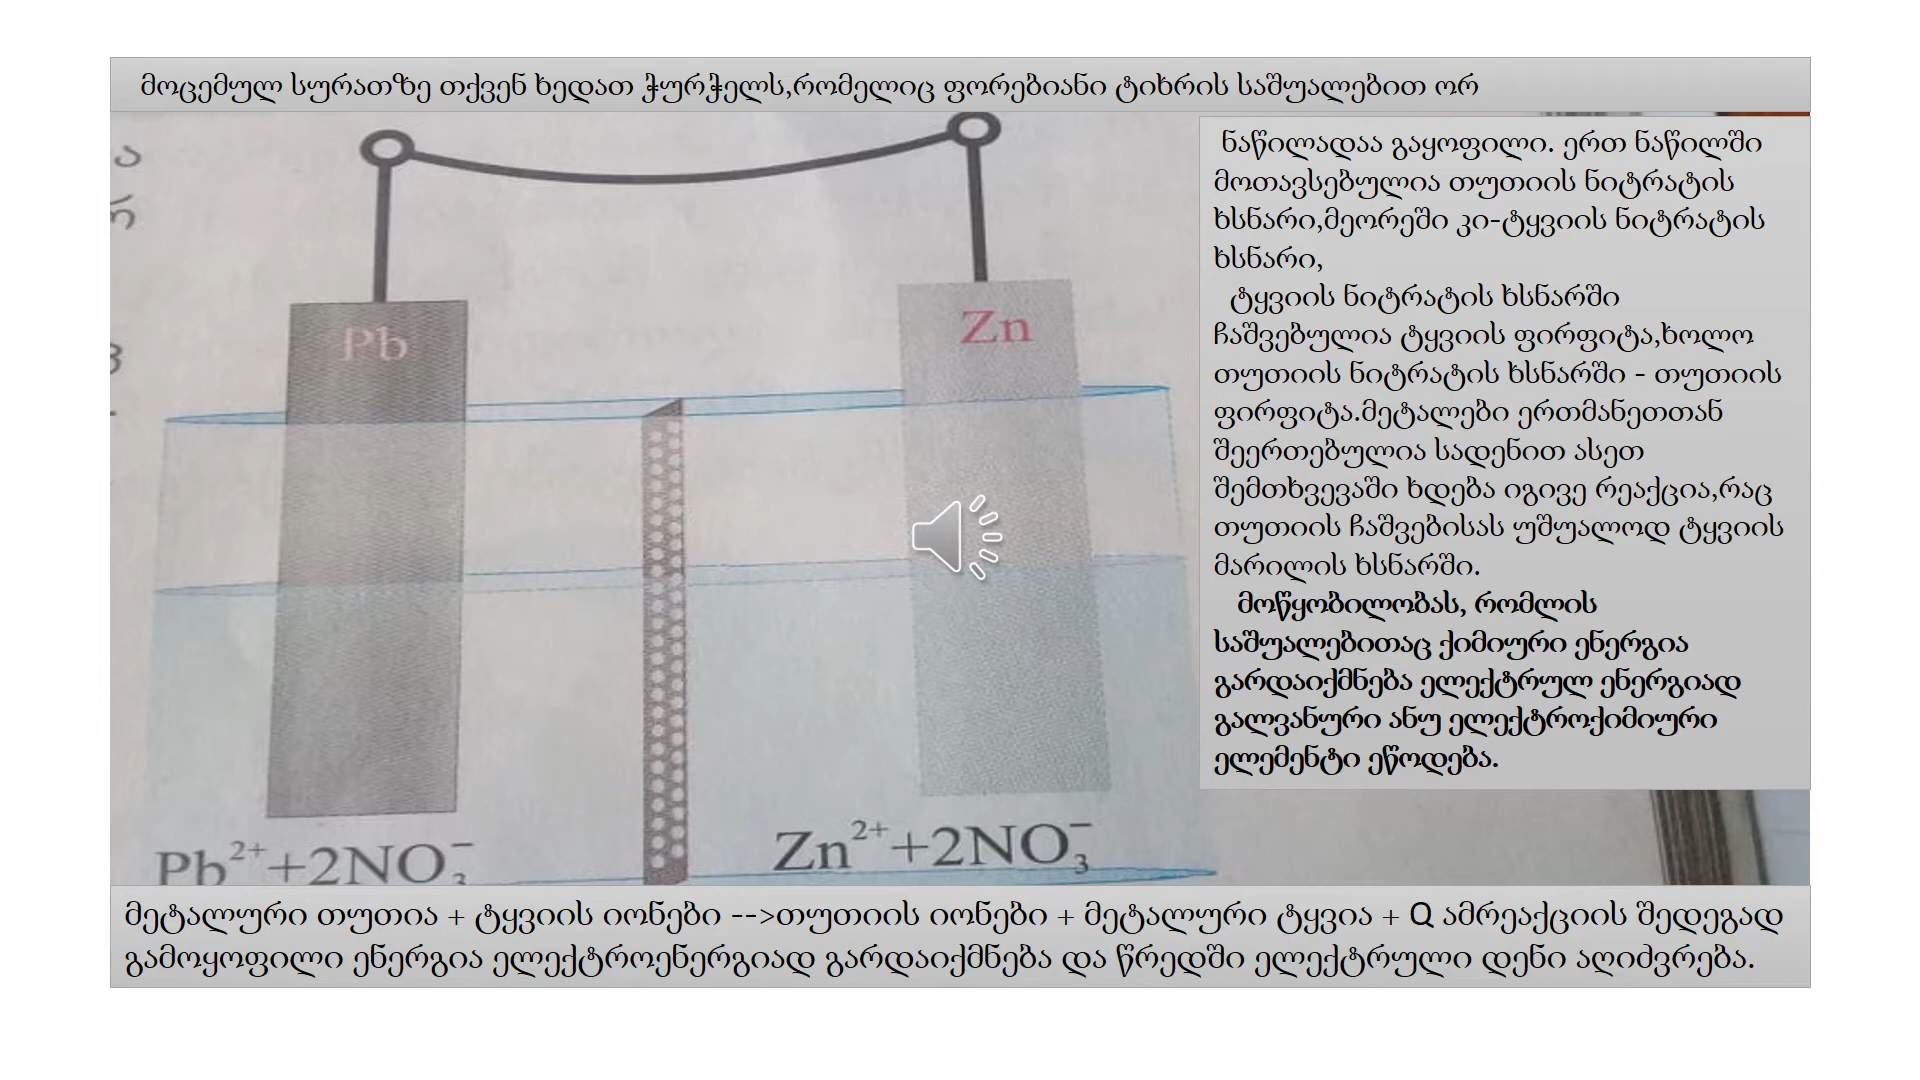 მოცემულ სურათზე თქვენ ხედათ ჭურჭელს,რომელიც ფორებიანი ტიხრის საშუალებით ორ
ნაწილადაა გაყოფილი. ერთ ნაწილში
მოთავსებულია თუთიის ნიტრატის
ხსნარი,მეორეში კი-ტყვიის ნიტრატის
ხსნარი,
ტყვიის ნიტრატის ხსნარში
ჩაშვებულია ტყვიის ფირფიტა,ხოლო
თუთიის ნიტრატის ხსნარში - თუთიის
ფირფიტა.მეტალები ერთმანეთთან
შეერთებულია სადენით ასეთ
შემთხვევაში ხდება იგივე რეაქცია,რაც
თუთიის ჩაშვებისას უშუალოდ ტყვიის
მარილის ხსნარში.
მოწყობილობას, რომლის
საშუალებითაც ქიმიური ენერგია
გარდაიქმნება ელექტრულ ენერგიად
გალვანური ანუ ელექტროქიმიური
ელემენტი ეწოდება.
Pb
Zn
Pb²⁺+2NO₃⁻
Zn²⁺+2NO₃⁻
მეტალური თუთია + ტყვიის იონები -->თუთიის იონები + მეტალური ტყვია + Q ამრეაქციის შედეგად
გამოყოფილი ენერგია ელექტროენერგიად გარდაიქმნება და წრედში ელექტრული დენი აღიძვრება.